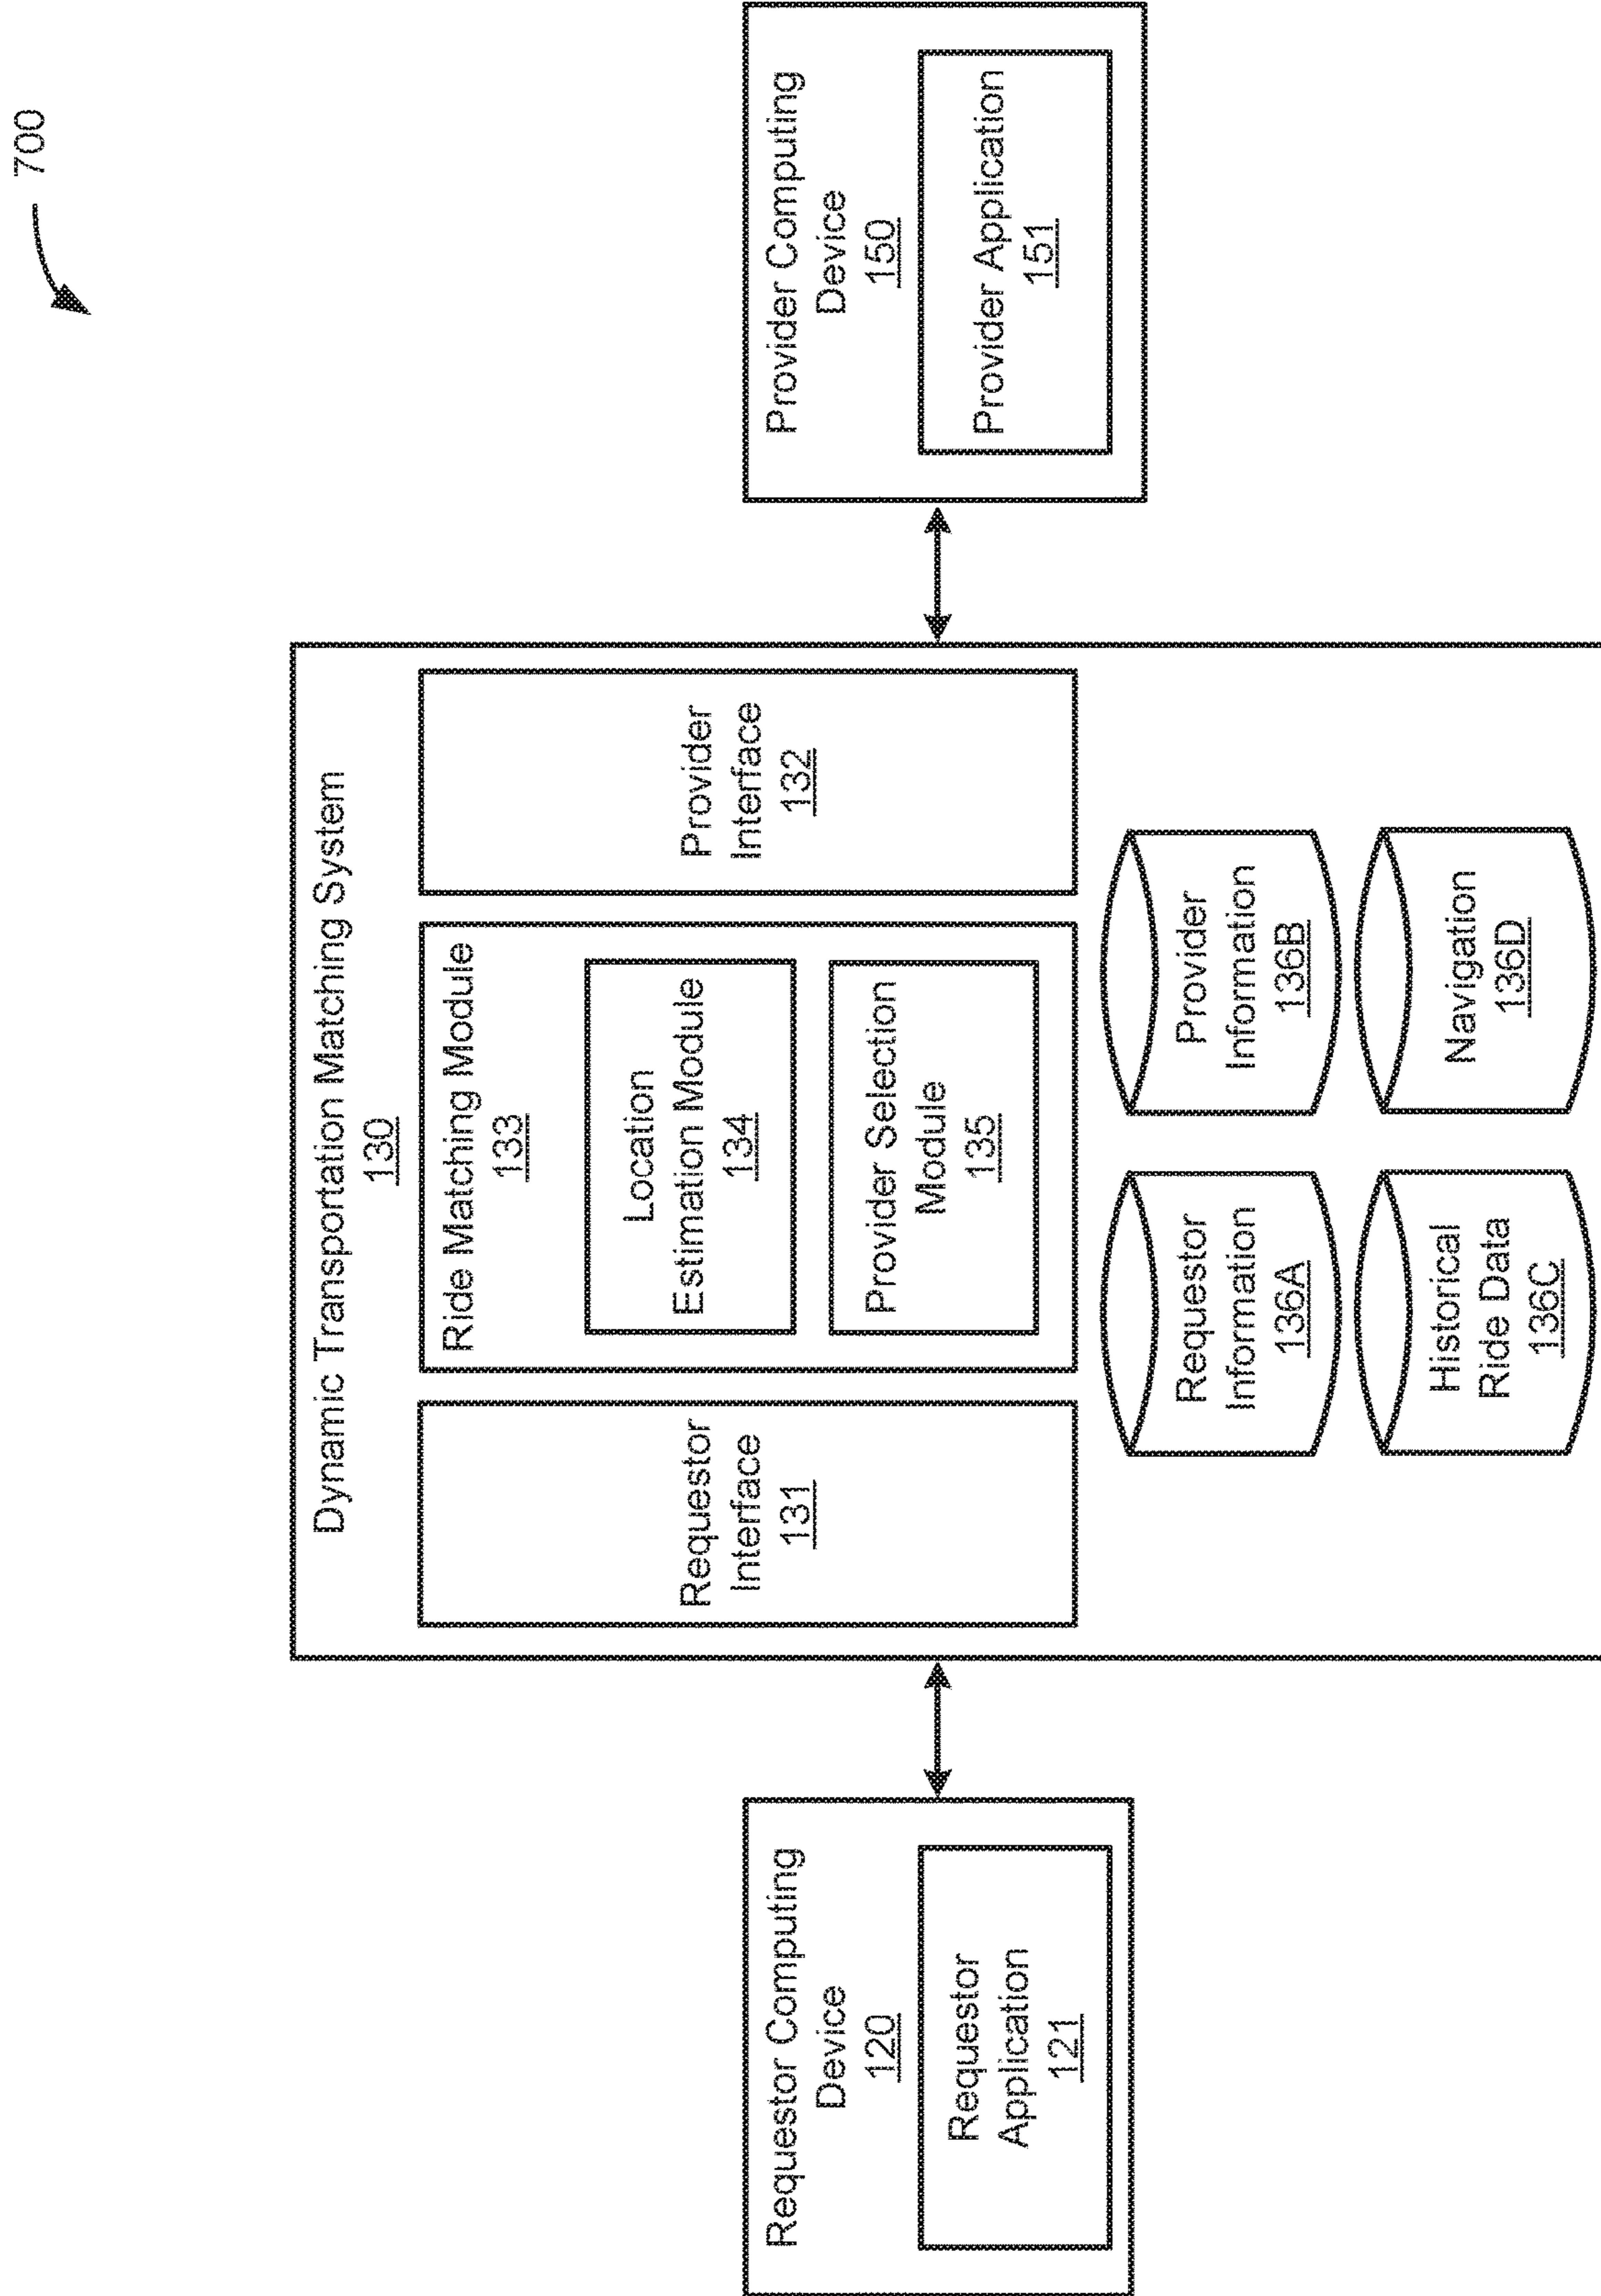 700
Dynamic Transportation Matching System
130
Requestor Computing
Device
120
Requestor
Application
121
Requestor
Interface
131
Ride Matching Module
133
Location
Estimation Module
134
Provider Selection
Module
135
Provider
Interface
132
Requestor
Information
136A
Provider
Information
136B
Historical
Ride Data
136C
Navigation
136D
Provider Computing
Device
150
Provider Application
151